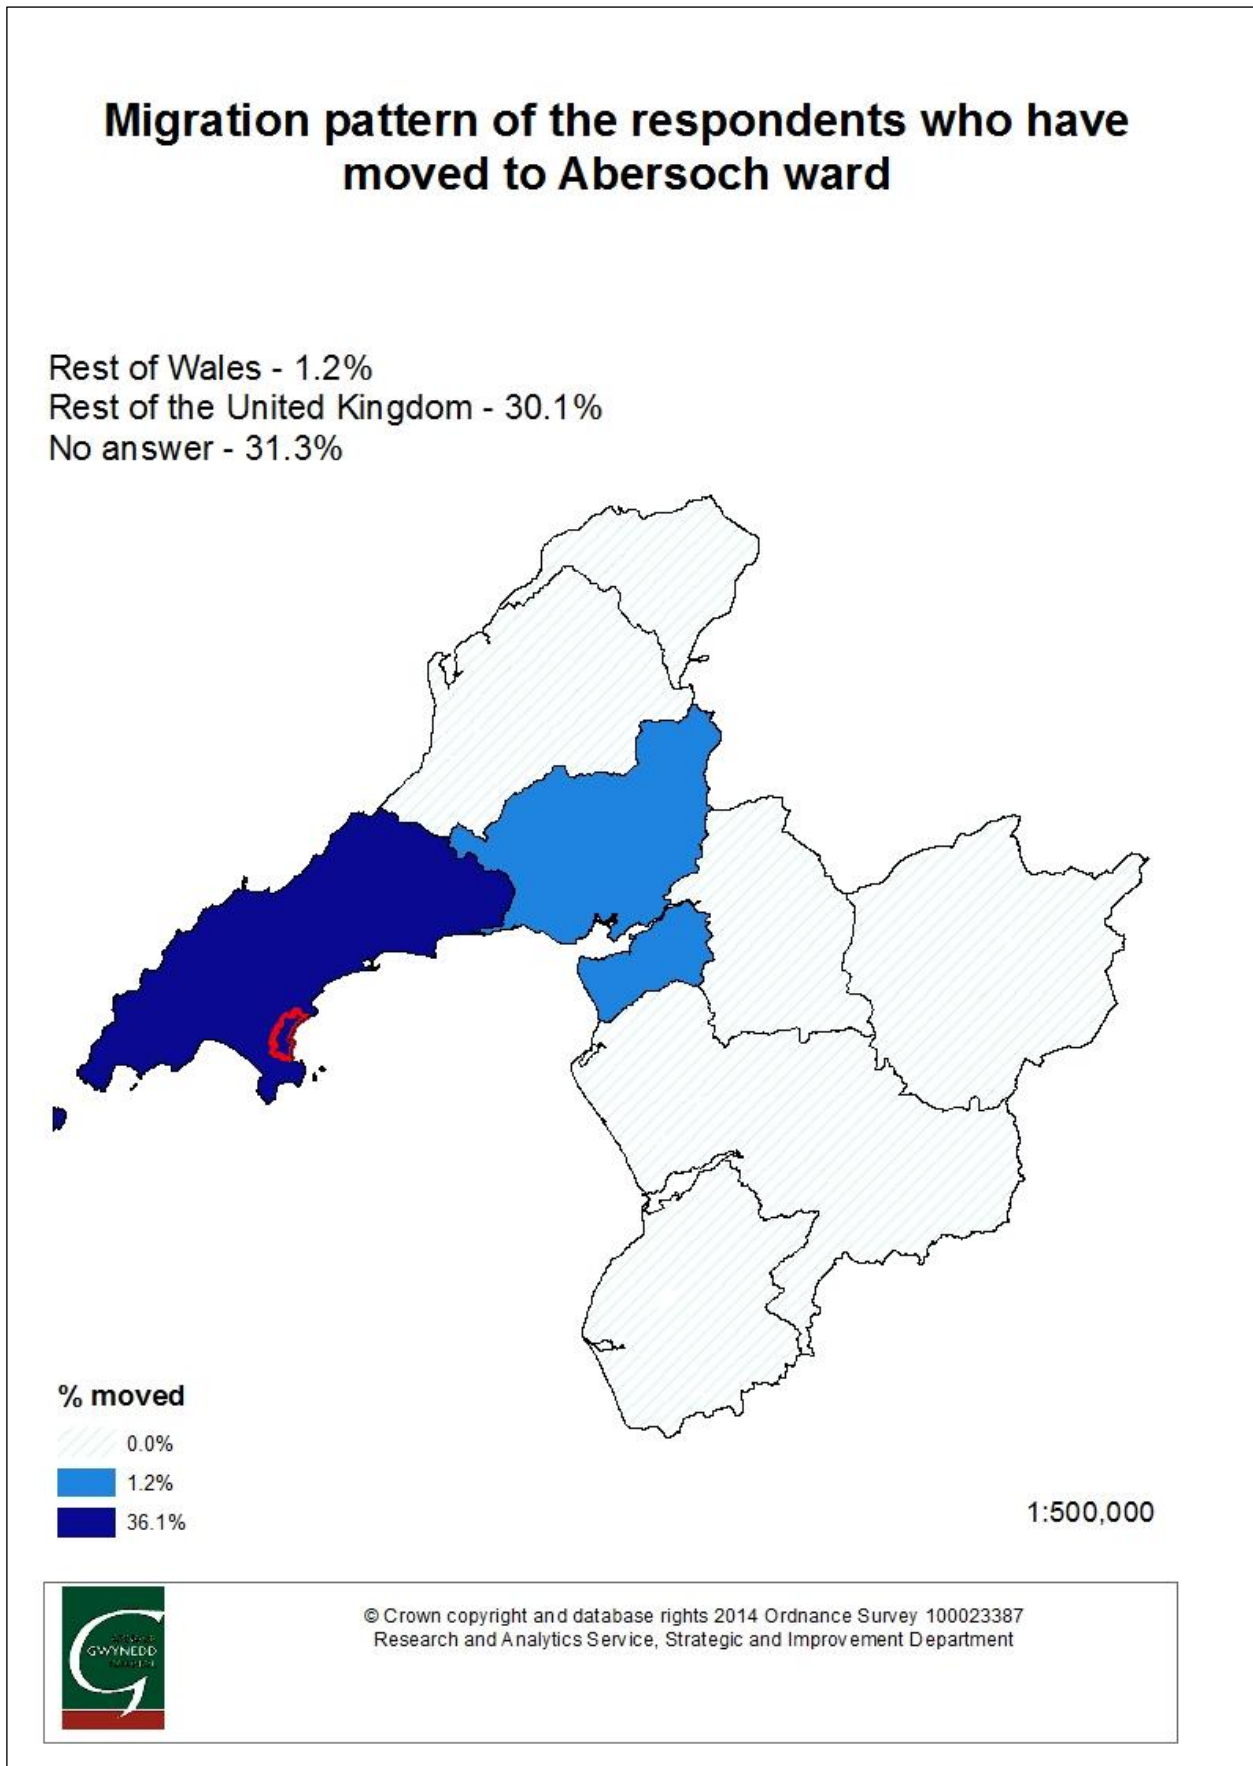 Migration pattern of the respondents who have
moved to Abersoch ward
Rest of Wales - 1.2%
Rest of the United Kingdom - 30.1%
No answer - 31.3%
% moved
0.0%
1.2%
36.1%
1:500,000
GWYNEDD
© Crown copyright and database rights 2014 Ordnance Survey 100023387
Research and Analytics Service, Strategic and Improvement Department